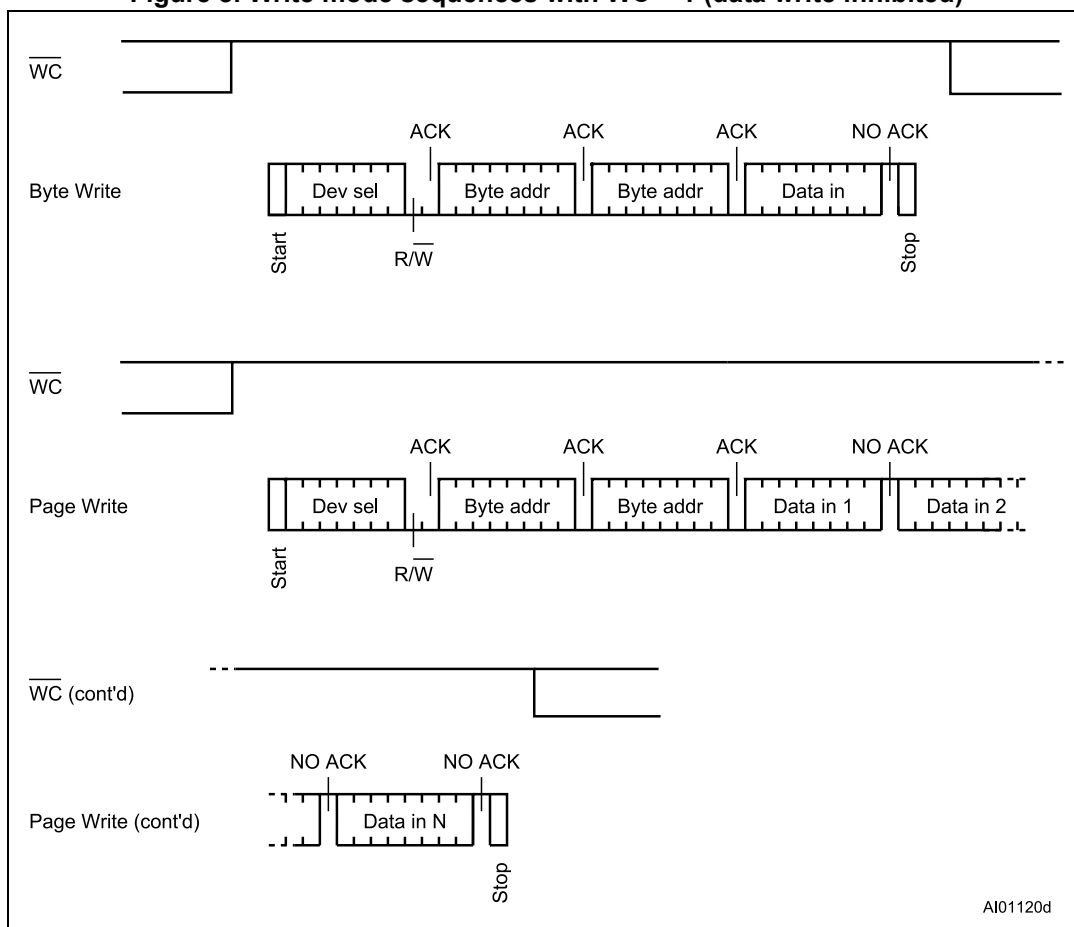 WC
ACK ACK ACK NO ACK
Byte Write Dev sel Byte addr Byte addr Data in
Start R/W Stop
WC
ACK ACK ACK NO ACK
Page Write Dev sel Byte addr Byte addr Data in 1 Data in 2
Start R/W
WC (cont'd)
NO ACK NO ACK
Page Write (cont'd) Data in N
Stop
AI01120d